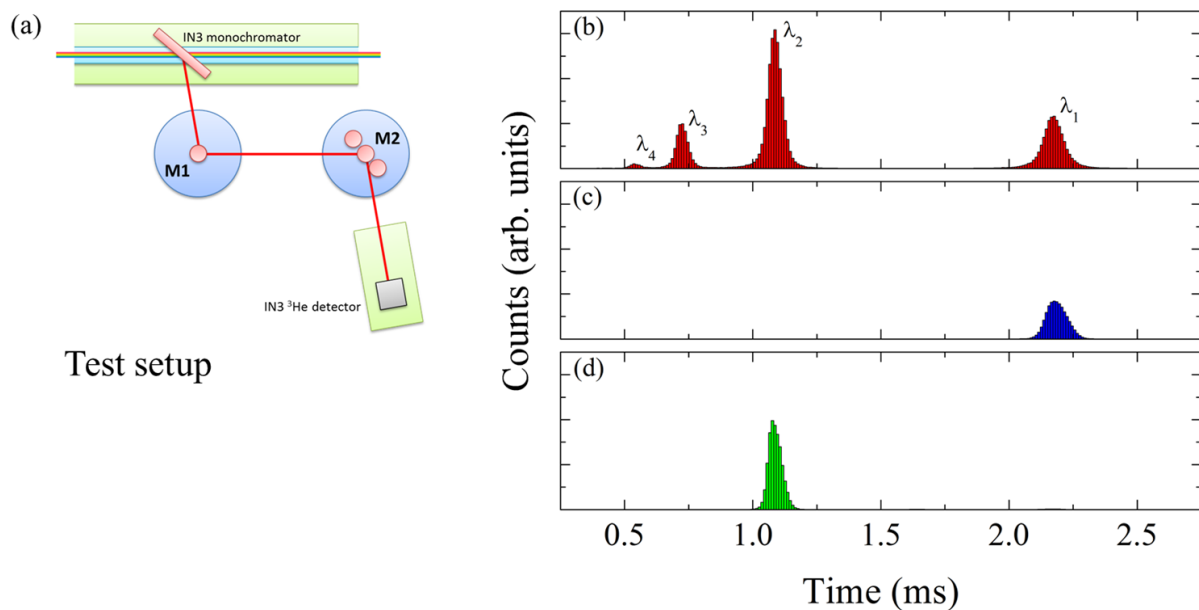 (a)
IN3 monochromator
M1
M2
IN3 ³He detector
Test setup
Counts (arb. units)
(b)
λ₄
λ₃
λ₂
λ₁
(c)
(d)
0.5 1.0 1.5 2.0 2.5
Time (ms)